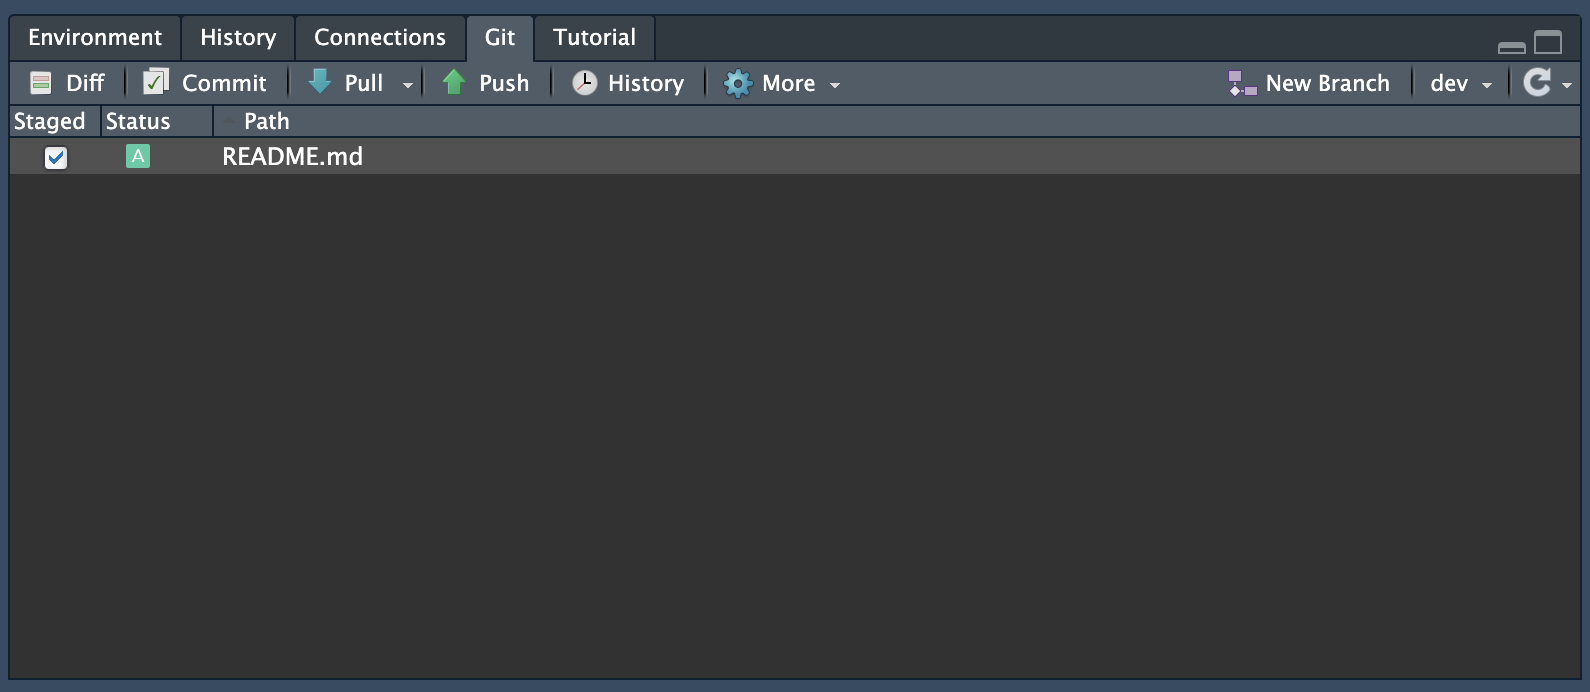 Environment History Connections Git Tutorial
Diff Commit Pull Push History More New Branch dev
Staged Status Path
A README.md